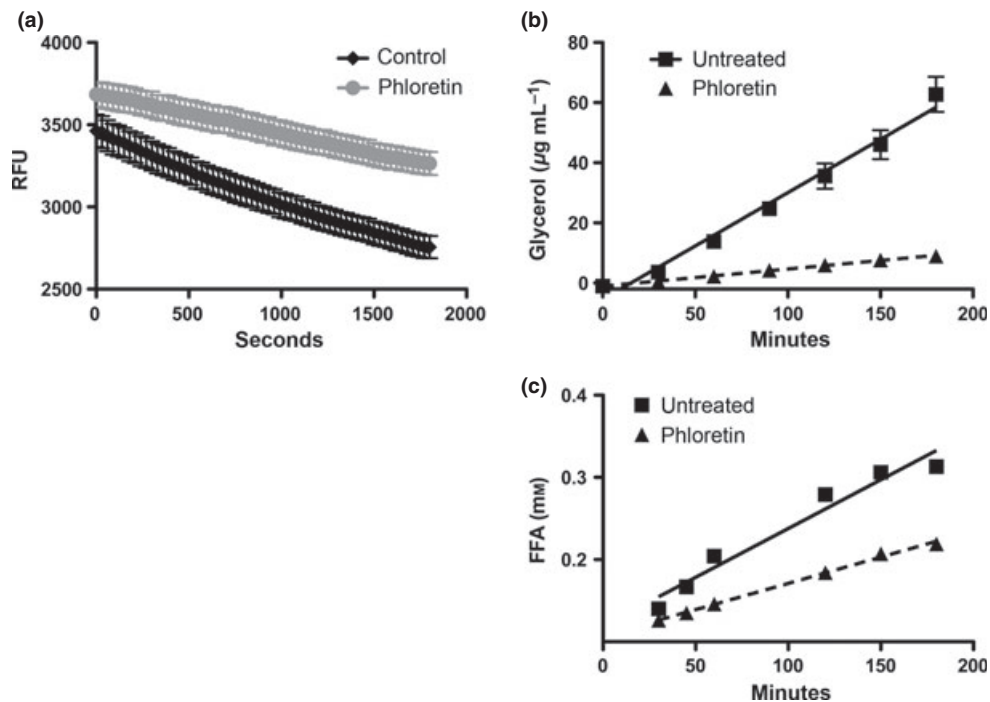 (a)
4000
3500
3000
2500
RFU
0
500
1000
1500
2000
Seconds
Control
Phloretin
(b)
80
60
40
20
0
Glycerol (µg mL−1)
0
50
100
150
200
Minutes
Untreated
Phloretin
(c)
0.4
0.3
0.2
FFA (mM)
0
50
100
150
200
Minutes
Untreated
Phloretin